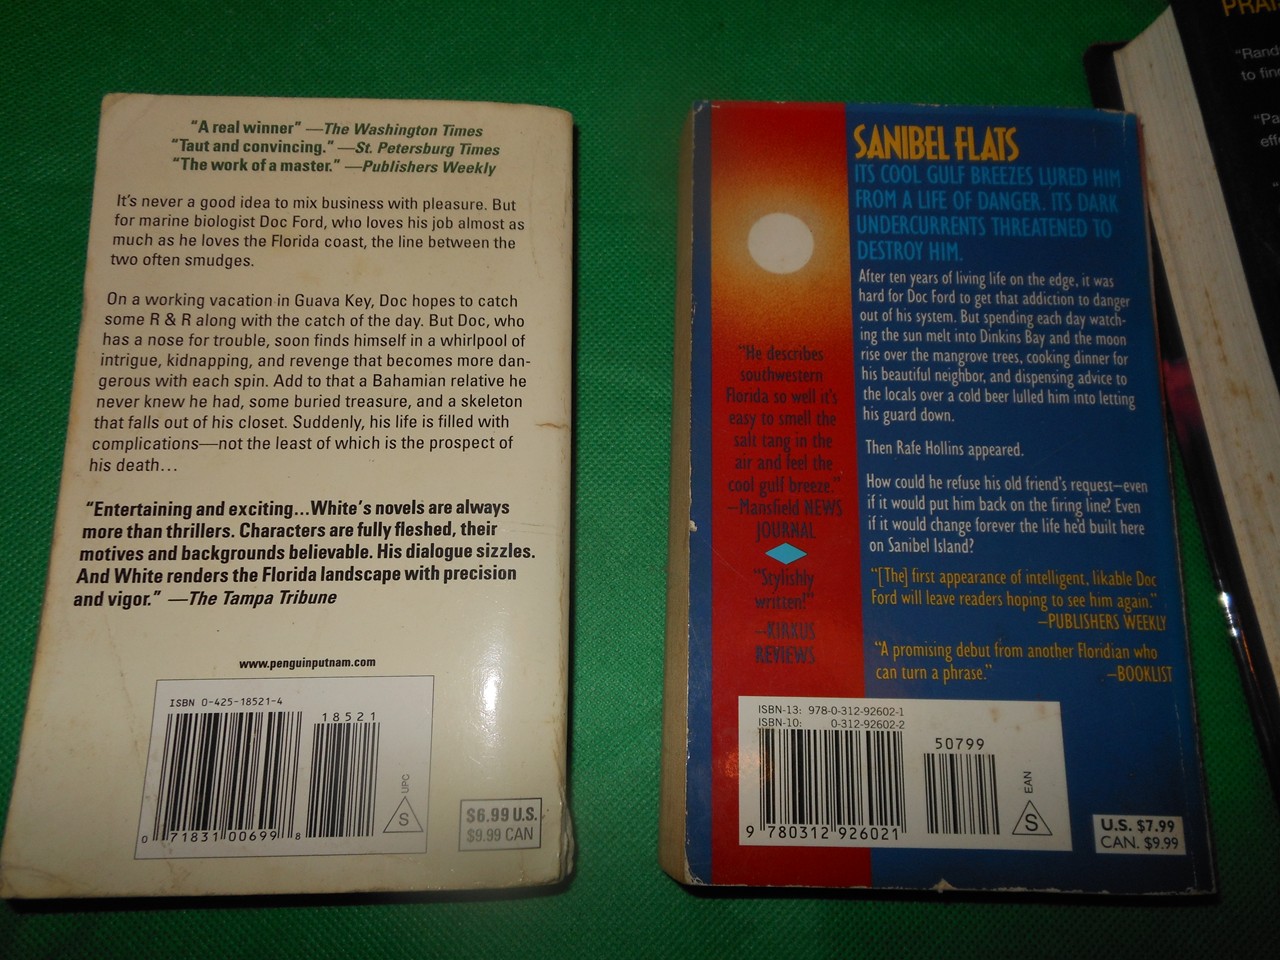 "A real winner" —The Washington Times
"Taut and convincing." —St. Petersburg Times
"The work of a master." —Publishers Weekly
It's never a good idea to mix business with pleasure. But
for marine biologist Doc Ford, who loves his job almost as
much as he loves the Florida coast, the line between the
two often smudges.
On a working vacation in Guava Key, Doc hopes to catch
some R & R along with the catch of the day. But Doc, who
has a nose for trouble, soon finds himself in a whirlpool of
intrigue, kidnapping, and revenge that becomes more dan-
gerous with each spin. Add to that a Bahamian relative he
never knew he had, some buried treasure, and a skeleton
that falls out of his closet. Suddenly, his life is filled with
complications—not the least of which is the prospect of
his death...
"Entertaining and exciting...White's novels are always
more than thrillers. Characters are fully fleshed, their
motives and backgrounds believable. His dialogue sizzles.
And White renders the Florida landscape with precision
and vigor." —The Tampa Tribune
www.penguinputnam.com
ISBN 0-425-18521-4
18521
0 71831 00699 8
UPC
S
$6.99 U.S.
$9.99 CAN
SANIBEL FLATS
ITS COOL GULF BREEZES LURED HIM
FROM A LIFE OF DANGER. ITS DARK
UNDERCURRENTS THREATENED TO
DESTROY HIM.
After ten years of living life on the edge, it was
hard for Doc Ford to get that addiction to danger
out of his system. But spending each day watch-
ing the sun melt into Dinkins Bay and the moon
rise over the mangrove trees, cooking dinner for
his beautiful neighbor, and dispensing advice to
the locals over a cold beer lulled him into letting
his guard down.
Then Rafe Hollins appeared.
How could he refuse his old friend's request—even
if it would put him back on the firing line? Even
if it would change forever the life he'd built here
on Sanibel Island?
"[The] first appearance of intelligent, likable Doc
Ford will leave readers hoping to see him again."
—PUBLISHERS WEEKLY
"A promising debut from another Floridian who
can turn a phrase." —BOOKLIST
"He describes
southwestern
Florida so well it's
easy to smell the
salt tang in the
air and feel the
cool gulf breeze."
—Mansfield NEWS
JOURNAL
"Stylishly
written!"
—KIRKUS
REVIEWS
ISBN-13: 978-0-312-92602-1
ISBN-10: 0-312-92602-2
50799
9 780312 926021
EAN
S
U.S. $7.99
CAN. $9.99
"Rand
to fin
"Pa